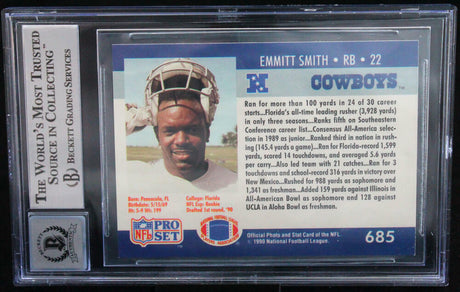 THE WORLD'S MOST TRUSTED
SOURCE IN COLLECTING™
BECKETT GRADING SERVICES
EMMITT SMITH • RB • 22
COWBOYS™
Ran for more than 100 yards in 24 of 30 career
starts...Florida's all-time leading rusher (3,928 yards)
in only three seasons...Ranks fifth on Southeastern
Conference career list...Consensus All-America selection
in 1989 as junior...Ranked third in nation in rush-
ing (145.4 yards a game)...Ran for Florida-record 1,599
yards, scored 14 touchdowns, and averaged 5.6 yards
per carry...Also led team with 21 catches...Ran for 3
touchdowns and school-record 316 yards in victory over
New Mexico...Rushed for 988 yards as sophomore and
1,341 as freshman...Added 159 yards against Illinois in
All-American Bowl as sophomore and 128 against
UCLA in Aloha Bowl as freshman.
Born: Pensacola, FL
Birthdate: 5/15/69
Ht: 5-9 Wt: 199
College: Florida
NFL Exp: Rookie
Drafted 1st round, '90
NFL
PRO
SET
Official Photo and Stat Card of the NFL.
© 1990 National Football League.
685